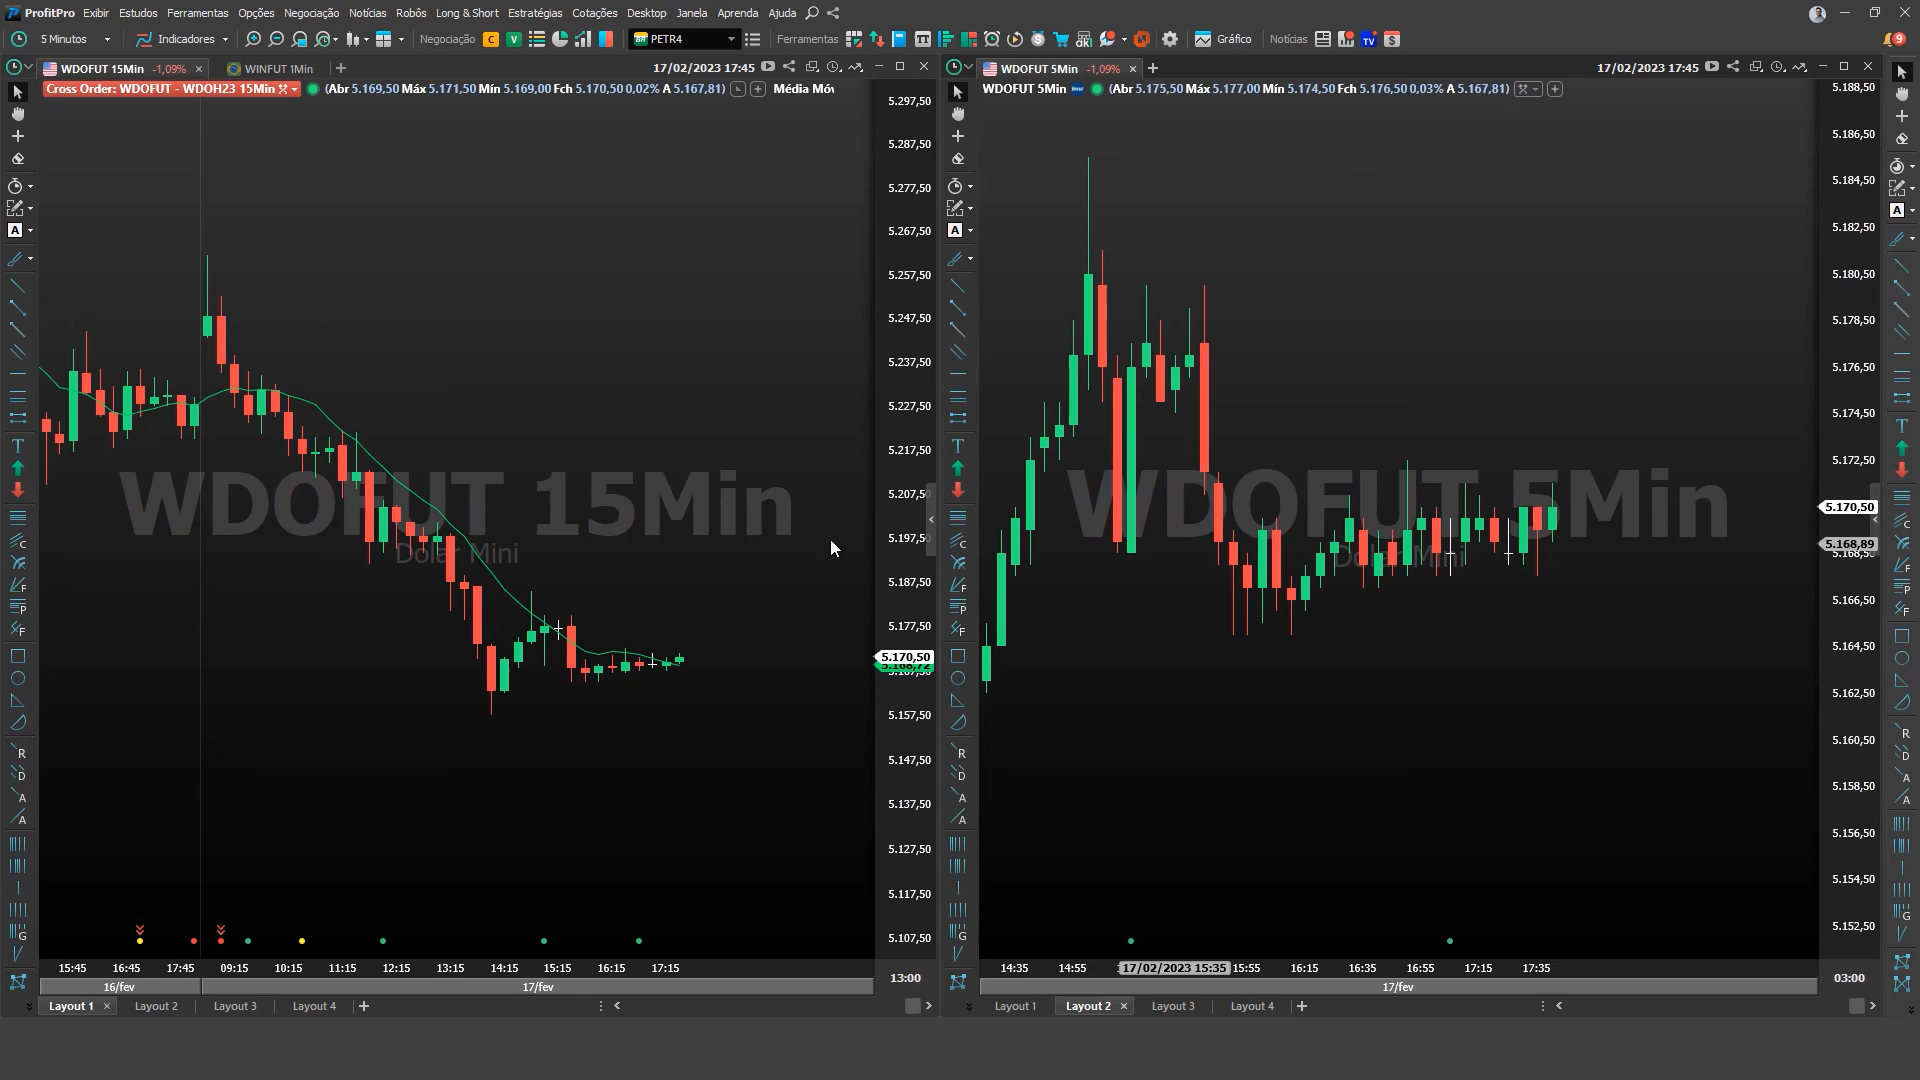 ProfitPro Exibir Estudos Ferramentas Opções Negociação Notícias Robôs Long & Short Estratégias Cotações Desktop Janela Aprenda Ajuda
5 Minutos Indicadores Negociação C V PETR4 Ferramentas Gráfico Notícias TV 9
WDOFUT 15Min -1,09% WINFUT 1Min 17/02/2023 17:45
Cross Order: WDOFUT - WDOH23 15Min (Abr 5.169,50 Máx 5.171,50 Mín 5.169,00 Fch 5.170,50 0,02% A 5.167,81) Média Móv
5.297,50
5.287,50
5.277,50
5.267,50
5.257,50
5.247,50
5.237,50
5.227,50
5.217,50
5.207,50
5.197,50
5.187,50
5.177,50
5.170,50
5.157,50
5.147,50
5.137,50
5.127,50
5.117,50
5.107,50
WDOFUT 15Min
Dolar Mini
15:45 16:45 17:45 09:15 10:15 11:15 12:15 13:15 14:15 15:15 16:15 17:15 13:00
16/fev 17/fev
Layout 1 Layout 2 Layout 3 Layout 4
WDOFUT 5Min -1,09% 17/02/2023 17:45
WDOFUT 5Min (Abr 5.175,50 Máx 5.177,00 Mín 5.174,50 Fch 5.176,50 0,03% A 5.167,81)
5.188,50
5.186,50
5.184,50
5.182,50
5.180,50
5.178,50
5.176,50
5.174,50
5.172,50
5.170,50
5.168,89
5.168,50
5.166,50
5.164,50
5.162,50
5.160,50
5.158,50
5.156,50
5.154,50
5.152,50
WDOFUT 5Min
Dolar Mini
14:35 14:55 17/02/2023 15:35 15:55 16:15 16:35 16:55 17:15 17:35 03:00
17/fev
Layout 1 Layout 2 Layout 3 Layout 4